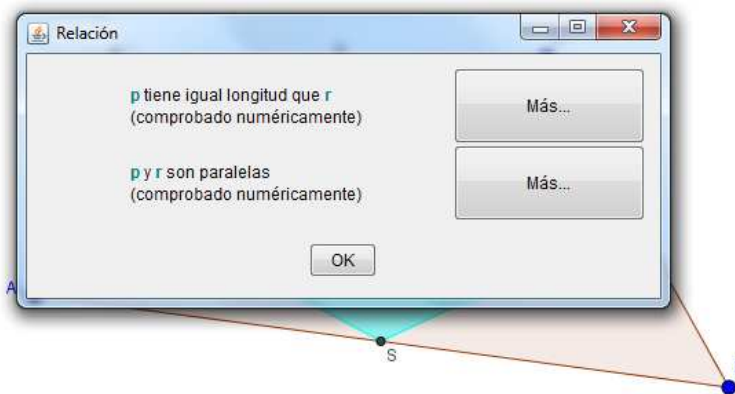 Relación
p tiene igual longitud que r
(comprobado numéricamente)
Más...
p y r son paralelas
(comprobado numéricamente)
Más...
OK
A
S